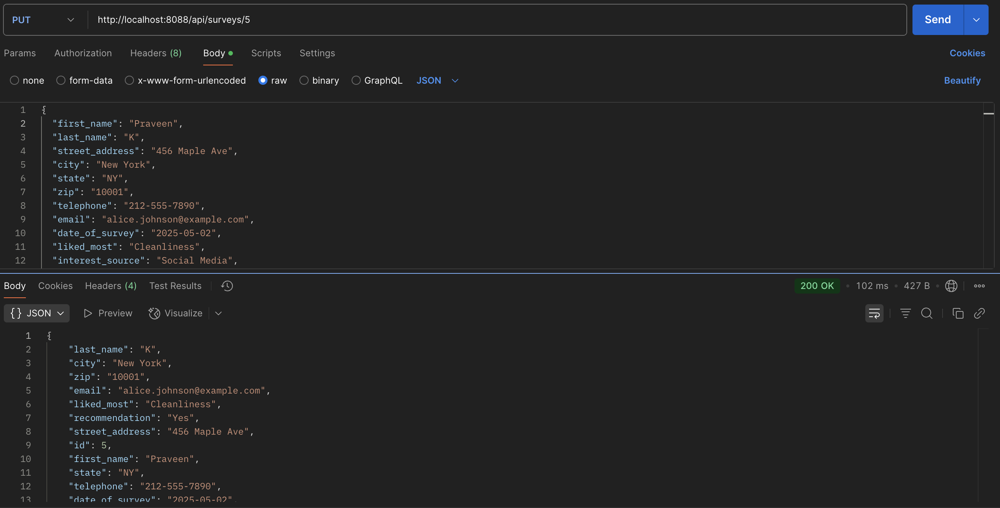 PUT http://localhost:8088/api/surveys/5 Send
Params Authorization Headers (8) Body Scripts Settings Cookies
none form-data x-www-form-urlencoded raw binary GraphQL JSON Beautify
1 {
2 "first_name": "Praveen",
3 "last_name": "K",
4 "street_address": "456 Maple Ave",
5 "city": "New York",
6 "state": "NY",
7 "zip": "10001",
8 "telephone": "212-555-7890",
9 "email": "alice.johnson@example.com",
10 "date_of_survey": "2025-05-02",
11 "liked_most": "Cleanliness",
12 "interest_source": "Social Media",
Body Cookies Headers (4) Test Results 200 OK • 102 ms • 427 B •
{} JSON Preview Visualize
1 {
2 "last_name": "K",
3 "city": "New York",
4 "zip": "10001",
5 "email": "alice.johnson@example.com",
6 "liked_most": "Cleanliness",
7 "recommendation": "Yes",
8 "street_address": "456 Maple Ave",
9 "id": 5,
10 "first_name": "Praveen",
11 "state": "NY",
12 "telephone": "212-555-7890",
13 "date_of_survey": "2025-05-02",